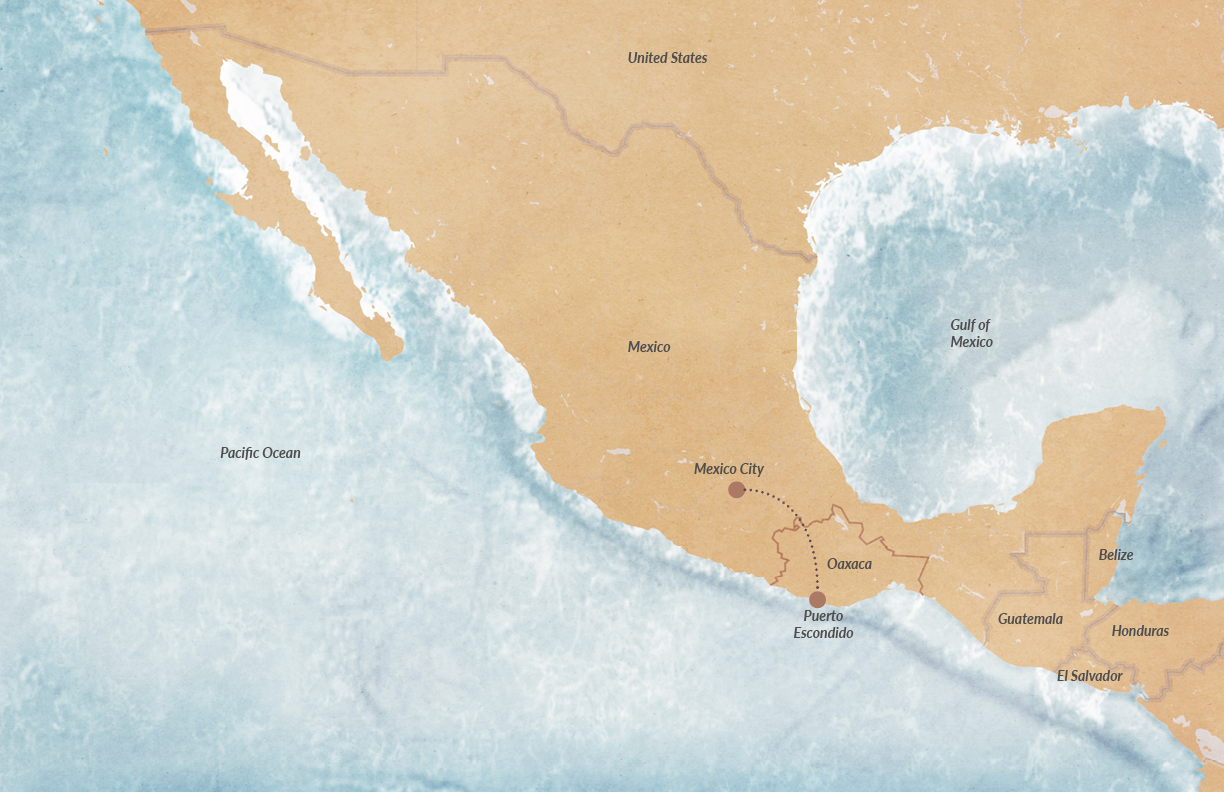 United States
Gulf of
Mexico
Mexico
Pacific Ocean
Mexico City
Belize
Oaxaca
Puerto
Escondido
Guatemala
Honduras
El Salvador